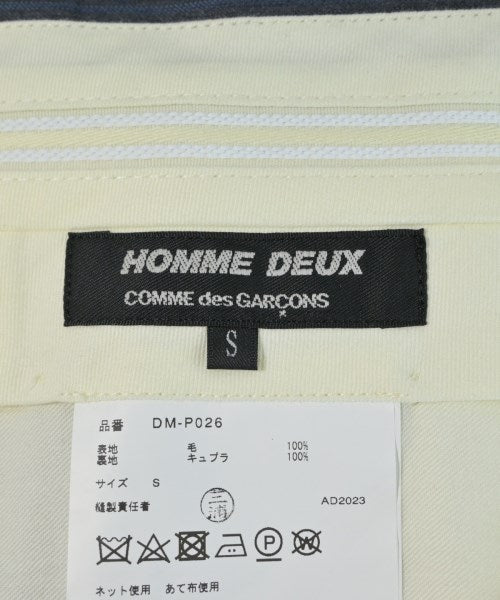 HOMME DEUX
COMME des GARÇONS
S
品番 DM-P026
表地 毛 100%
裏地 キュプラ 100%
サイズ S
縫製責任者 三浦 AD2023
P W
ネット使用 あて布使用